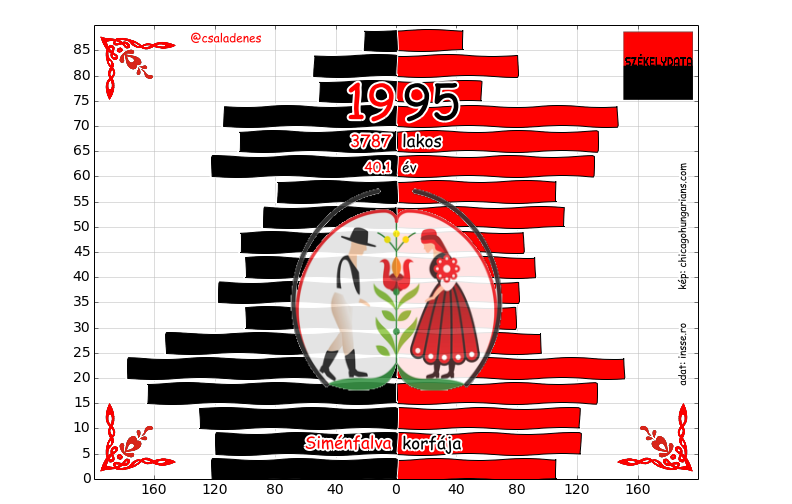 @csaladenes
SZÉKELYDATA
1995
3787 lakos
40.1 év
kép: chicagohungarians.com
adat: insse.ro
Siménfalva korfája
85
80
75
70
65
60
55
50
45
40
35
30
25
20
15
10
5
0
160 120 80 40 0 40 80 120 160